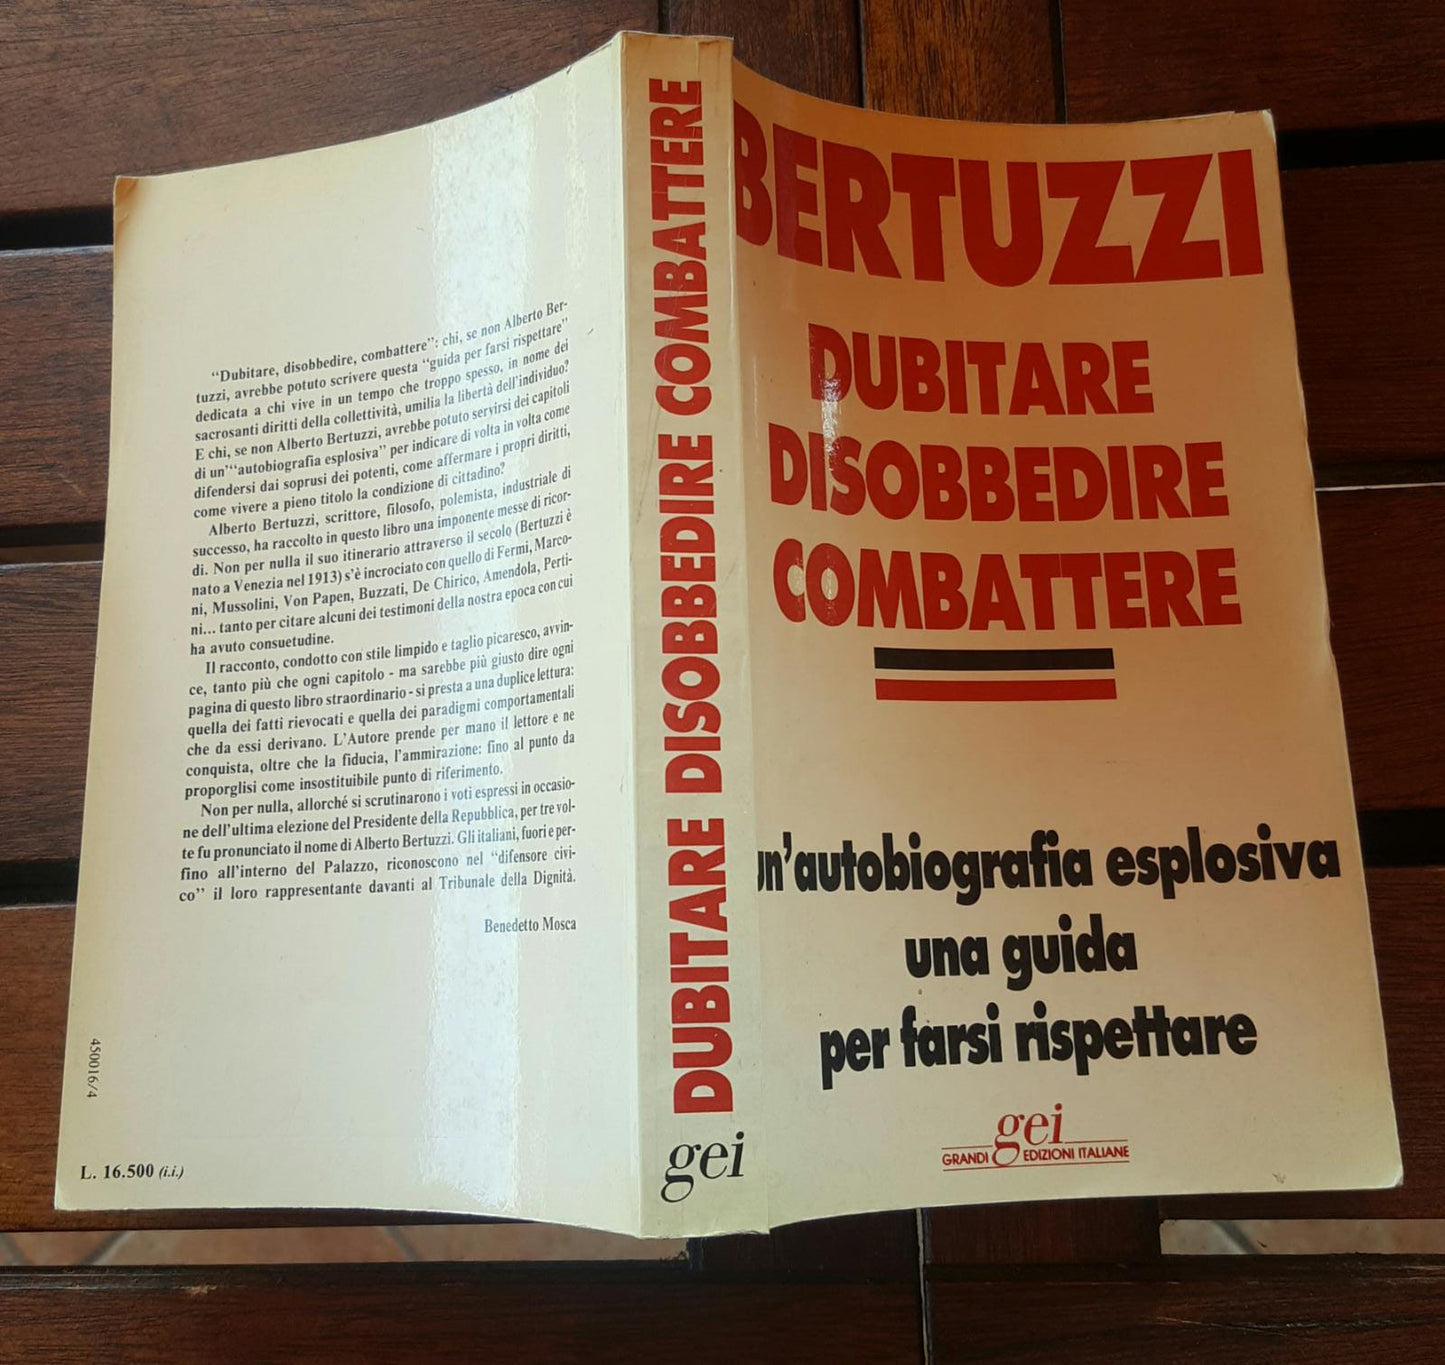 "Dubitare, disobbedire, combattere": chi, se non Alberto Ber-
tuzzi, avrebbe potuto scrivere questa "guida per farsi rispettare"
dedicata a chi vive in un tempo che troppo spesso, in nome dei
sacrosanti diritti della collettività, umilia la libertà dell'individuo?
E chi, se non Alberto Bertuzzi, avrebbe potuto servirsi dei capitoli
di un'"autobiografia esplosiva" per indicare di volta in volta come
difendersi dai soprusi dei potenti, come affermare i propri diritti,
come vivere a pieno titolo la condizione di cittadino?
Alberto Bertuzzi, scrittore, filosofo, polemista, industriale di
successo, ha raccolto in questo libro una imponente messe di ricor-
di. Non per nulla il suo itinerario attraverso il secolo (Bertuzzi è
nato a Venezia nel 1913) s'è incrociato con quello di Fermi, Marco-
ni, Mussolini, Von Papen, Buzzati, De Chirico, Amendola, Perti-
ni... tanto per citare alcuni dei testimoni della nostra epoca con cui
ha avuto consuetudine.
Il racconto, condotto con stile limpido e taglio picaresco, avvin-
ce, tanto più che ogni capitolo - ma sarebbe più giusto dire ogni
pagina di questo libro straordinario - si presta a una duplice lettura:
quella dei fatti rievocati e quella dei paradigmi comportamentali
che da essi derivano. L'Autore prende per mano il lettore e ne
conquista, oltre che la fiducia, l'ammirazione: fino al punto da
proporglisi come insostituibile punto di riferimento.
Non per nulla, allorché si scrutinarono i voti espressi in occasio-
ne dell'ultima elezione del Presidente della Repubblica, per tre vol-
te fu pronunciato il nome di Alberto Bertuzzi. Gli italiani, fuori e per-
fino all'interno del Palazzo, riconoscono nel "difensore civi-
co" il loro rappresentante davanti al Tribunale della Dignità.
Benedetto Mosca
450016/4
L. 16.500 (i.i.)
DUBITARE DISOBBEDIRE COMBATTERE
gei
BERTUZZI
DUBITARE
DISOBBEDIRE
COMBATTERE
un'autobiografia esplosiva
una guida
per farsi rispettare
gei
GRANDI EDIZIONI ITALIANE